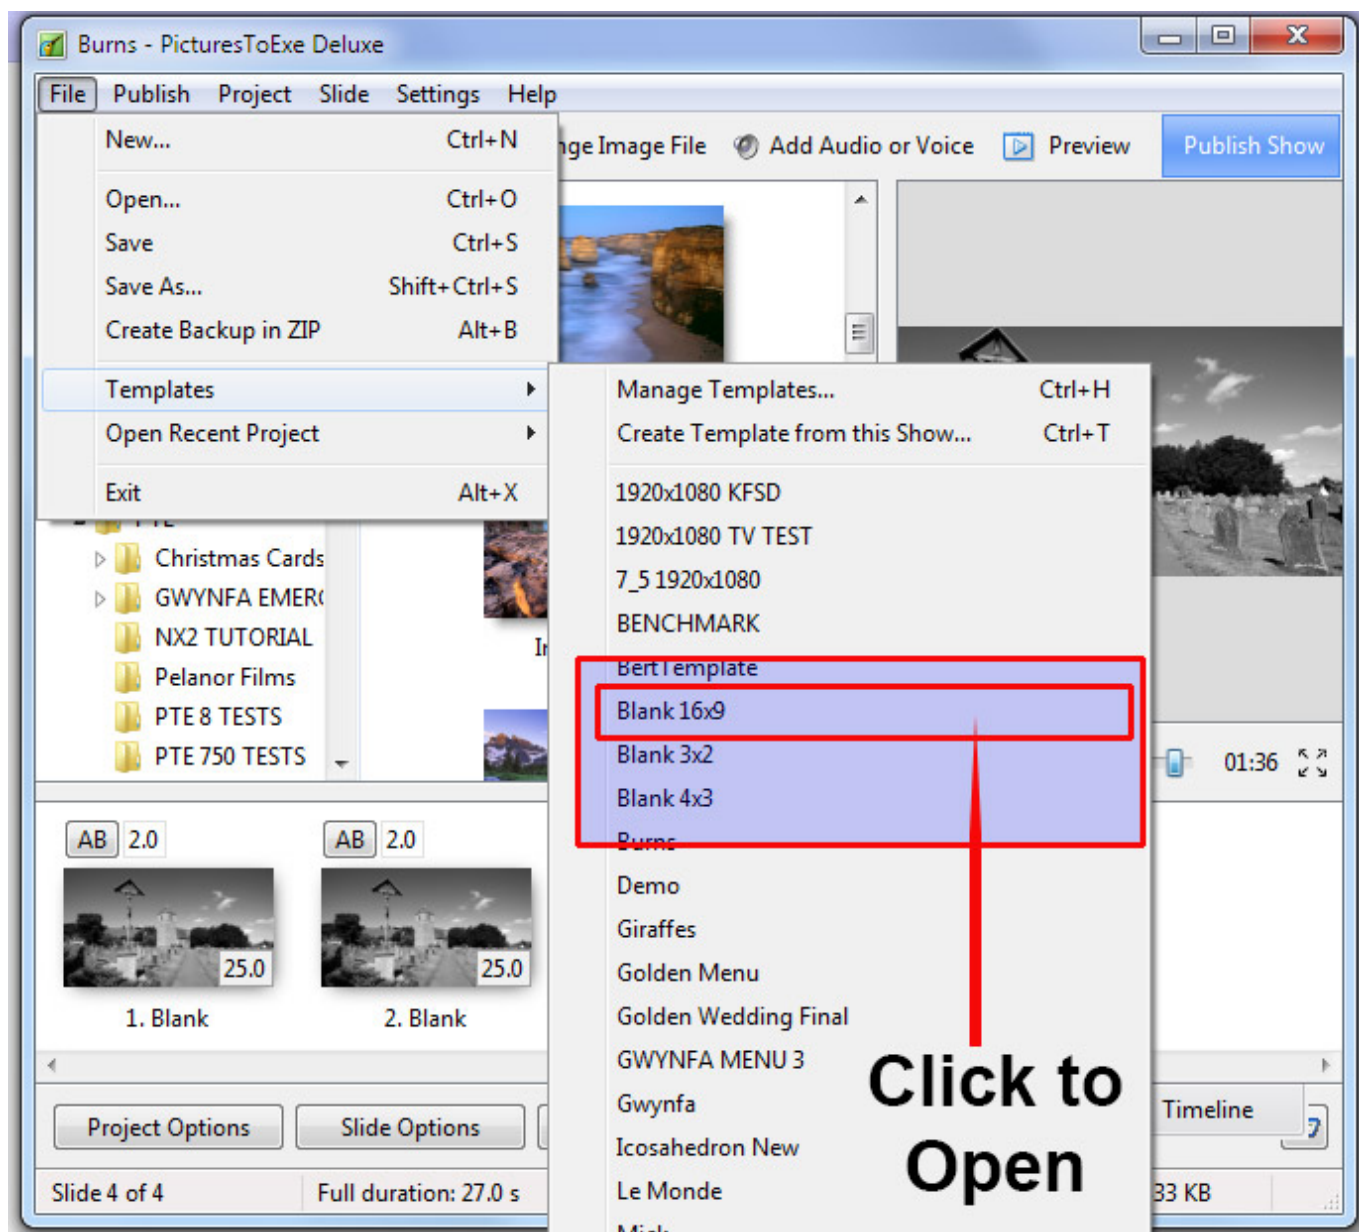 Burns - PicturesToExe Deluxe
File Publish Project Slide Settings Help
New... Ctrl+N
Image File Add Audio or Voice Preview Publish Show
Open... Ctrl+O
Save Ctrl+S
Save As... Shift+Ctrl+S
Create Backup in ZIP Alt+B
Templates
Open Recent Project
Exit Alt+X
Manage Templates... Ctrl+H
Create Template from this Show... Ctrl+T
1920x1080 KFSD
1920x1080 TV TEST
7_5 1920x1080
BENCHMARK
BertTemplate
Blank 16x9
Blank 3x2
Blank 4x3
Burns
Demo
Giraffes
Golden Menu
Golden Wedding Final
GWYNFA MENU 3
Gwynfa
Icosahedron New
Le Monde
Click to
Open
PTE
Christmas Cards
GWYNFA EMER
NX2 TUTORIAL
Pelanor Films
PTE 8 TESTS
PTE 750 TESTS
01:36
AB 2.0 AB 2.0
25.0 25.0
1. Blank 2. Blank
Project Options Slide Options Timeline
Slide 4 of 4 Full duration: 27.0 s 33 KB